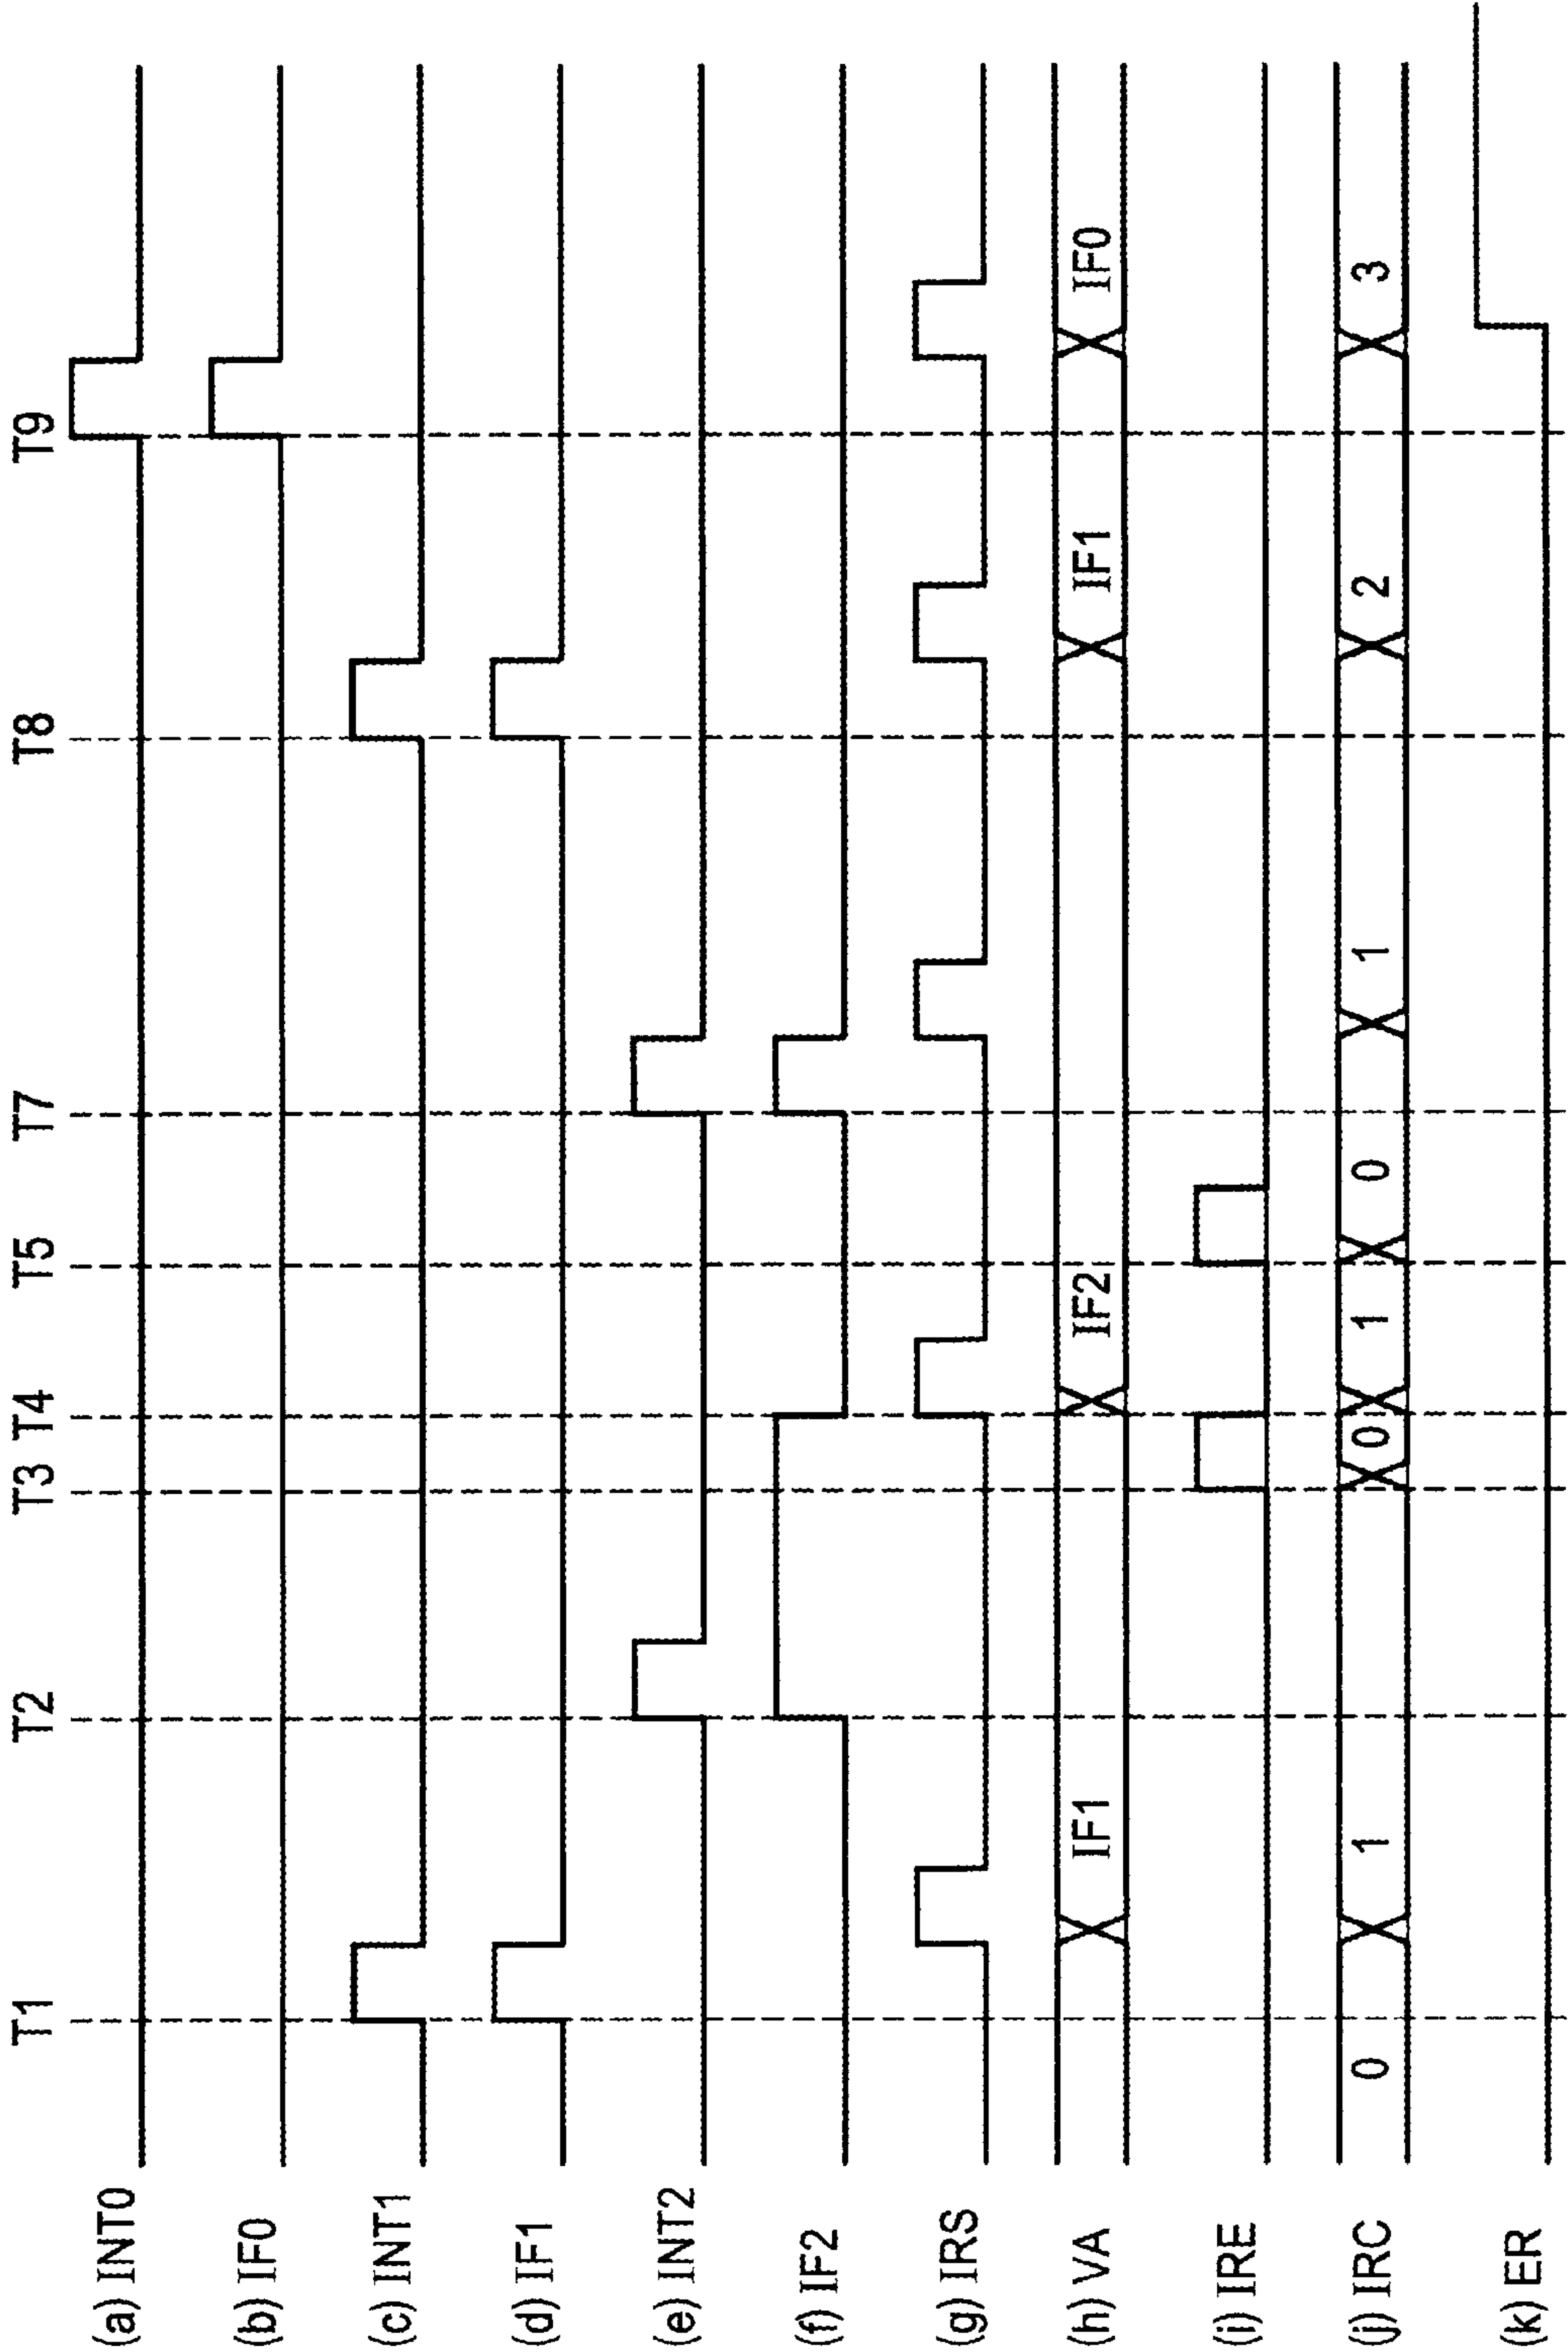 T1 T2 T3 T4 T5 T7 T8 T9
(a) INT0
(b) IF0
(c) INT1
(d) IF1
(e) INT2
(f) IF2
(g) IRS
(h) VA IF1 IF2 IF1 IF0
(i) IRE
(j) IRC 0 1 0 1 0 1 2 3
(k) ER